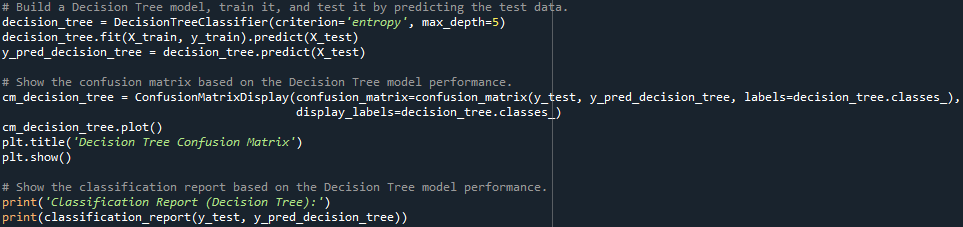 # Build a Decision Tree model, train it, and test it by predicting the test data.
decision_tree = DecisionTreeClassifier(criterion='entropy', max_depth=5)
decision_tree.fit(X_train, y_train).predict(X_test)
y_pred_decision_tree = decision_tree.predict(X_test)

# Show the confusion matrix based on the Decision Tree model performance.
cm_decision_tree = ConfusionMatrixDisplay(confusion_matrix=confusion_matrix(y_test, y_pred_decision_tree, labels=decision_tree.classes_),
                                          display_labels=decision_tree.classes_)
cm_decision_tree.plot()
plt.title('Decision Tree Confusion Matrix')
plt.show()

# Show the classification report based on the Decision Tree model performance.
print('Classification Report (Decision Tree):')
print(classification_report(y_test, y_pred_decision_tree))